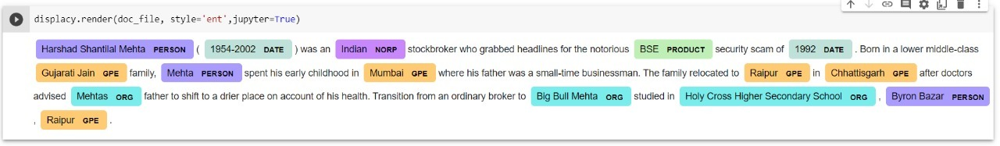 displacy.render(doc_file, style='ent',jupyter=True)
Harshad Shantilal Mehta PERSON ( 1954-2002 DATE ) was an Indian NORP stockbroker who grabbed headlines for the notorious BSE PRODUCT security scam of 1992 DATE . Born in a lower middle-class
Gujarati Jain GPE family, Mehta PERSON spent his early childhood in Mumbai GPE where his father was a small-time businessman. The family relocated to Raipur GPE in Chhattisgarh GPE after doctors
advised Mehtas ORG father to shift to a drier place on account of his health. Transition from an ordinary broker to Big Bull Mehta ORG studied in Holy Cross Higher Secondary School ORG , Byron Bazar PERSON
, Raipur GPE .